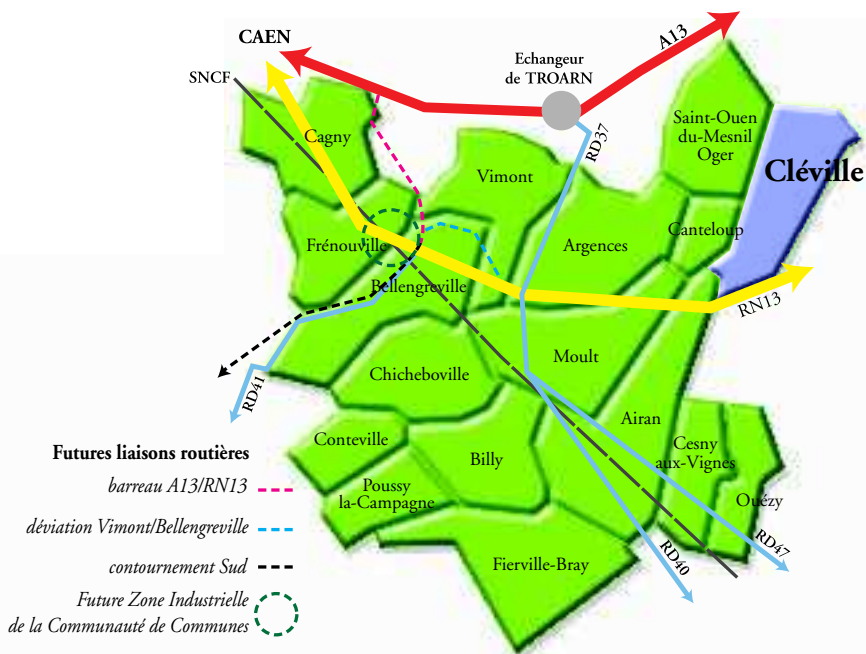 CAEN
A13
Echangeur
de TROARN
SNCF
Saint-Ouen
du-Mesnil
Oger
Cagny
RD37
Cléville
Vimont
Canteloup
Frénouville
Argences
Bellengreville
RN13
Moult
Chicheboville
RD41
Airan
Conteville
Cesny
aux-Vignes
Billy
Poussy
la-Campagne
Ouézy
RD47
RD40
Fierville-Bray
Futures liaisons routières
barreau A13/RN13
déviation Vimont/Bellengreville
contournement Sud
Future Zone Industrielle
de la Communauté de Communes